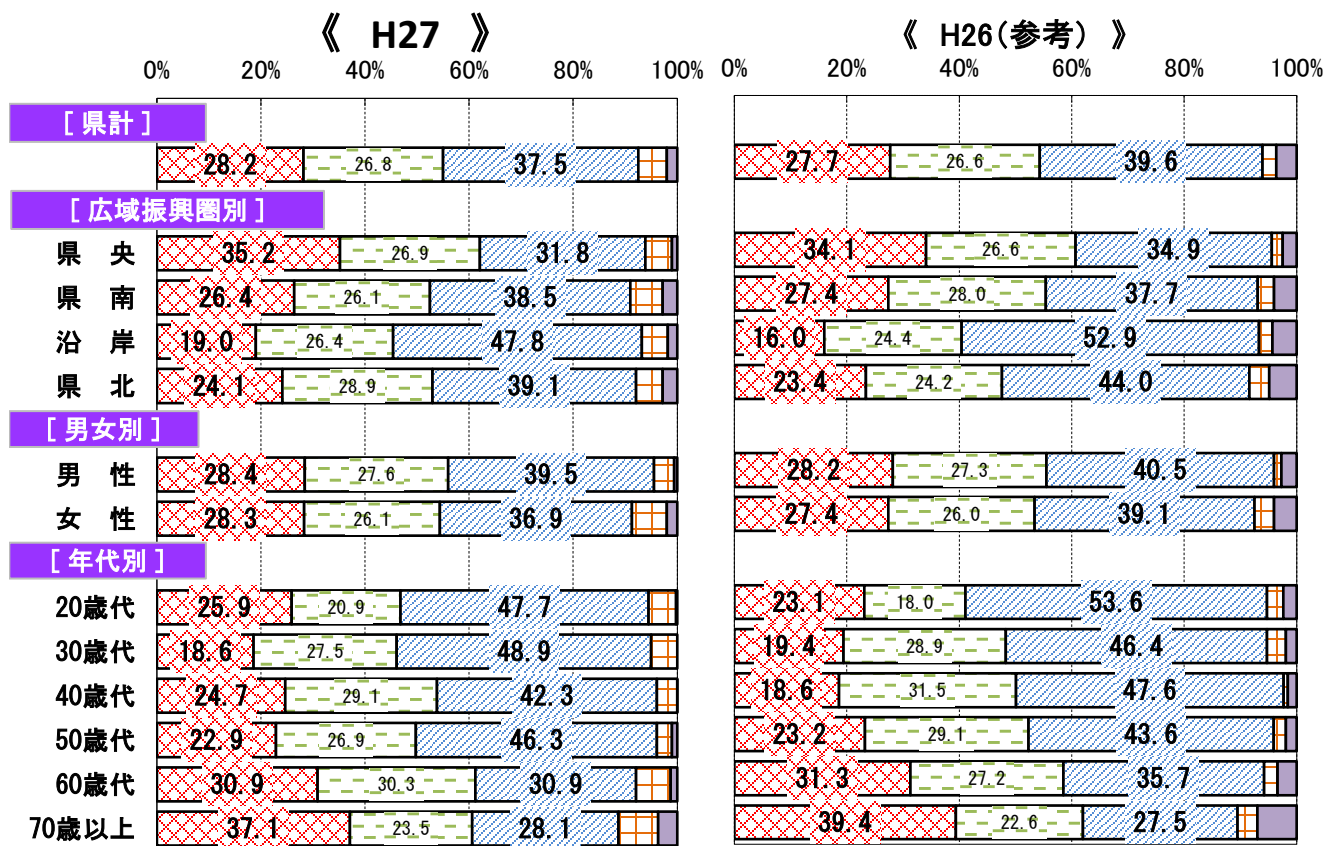 《 H27 》 《 H26(参考) 》
0% 20% 40% 60% 80% 100% 0% 20% 40% 60% 80% 100%
[ 県計 ]
28.2 26.8 37.5 27.7 26.6 39.6
[ 広域振興圏別 ]
県 央 35.2 26.9 31.8 34.1 26.6 34.9
県 南 26.4 26.1 38.5 27.4 28.0 37.7
沿 岸 19.0 26.4 47.8 16.0 24.4 52.9
県 北 24.1 28.9 39.1 23.4 24.2 44.0
[ 男女別 ]
男 性 28.4 27.6 39.5 28.2 27.3 40.5
女 性 28.3 26.1 36.9 27.4 26.0 39.1
[ 年代別 ]
20歳代 25.9 20.9 47.7 23.1 18.0 53.6
30歳代 18.6 27.5 48.9 19.4 28.9 46.4
40歳代 24.7 29.1 42.3 18.6 31.5 47.6
50歳代 22.9 26.9 46.3 23.2 29.1 43.6
60歳代 30.9 30.3 30.9 31.3 27.2 35.7
70歳以上 37.1 23.5 28.1 39.4 22.6 27.5